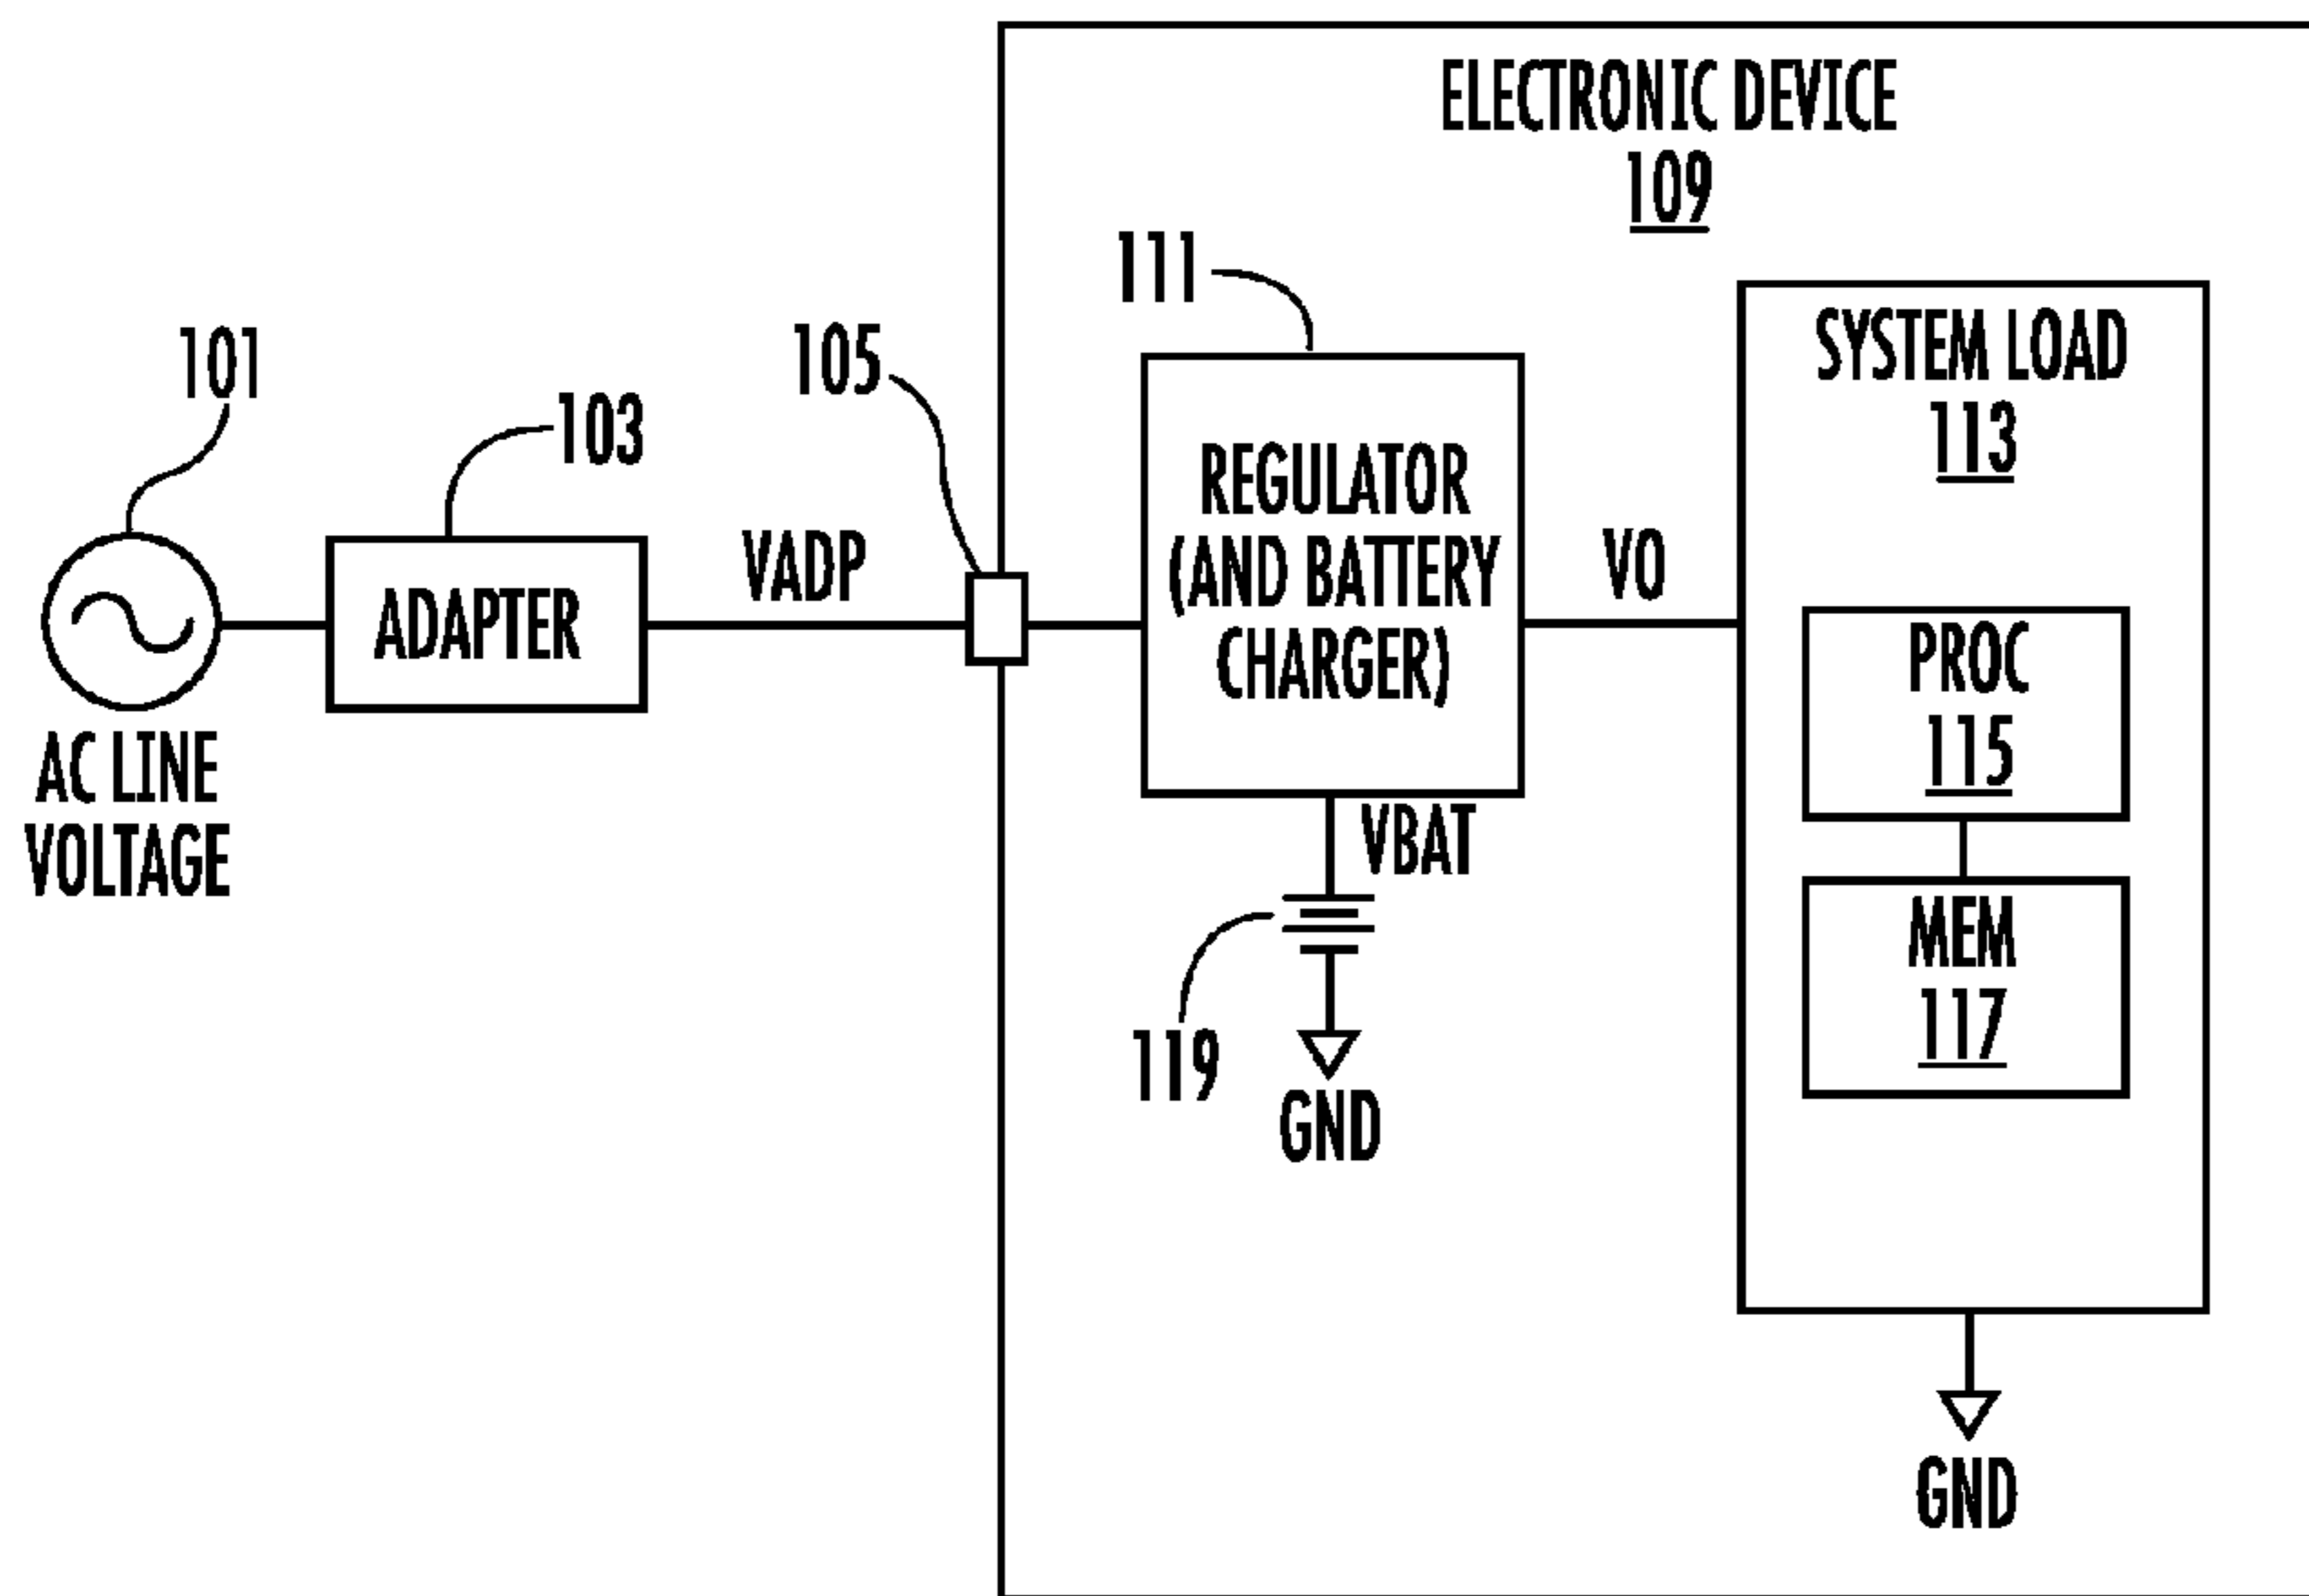 ELECTRONIC DEVICE
109
111
101
103
105
SYSTEM LOAD
113
REGULATOR
(AND BATTERY
CHARGER)
ADAPTER
VADP
VO
PROC
115
AC LINE
VOLTAGE
VBAT
MEM
117
119
GND
GND